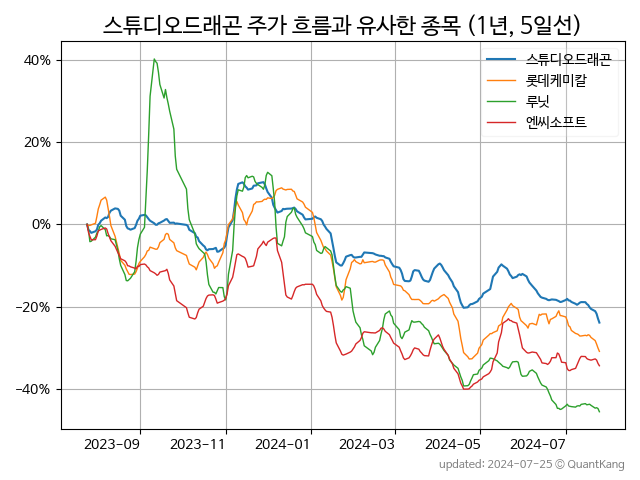 스튜디오드래곤 주가 흐름과 유사한 종목 (1년, 5일선)
스튜디오드래곤
롯데케미칼
루닛
엔씨소프트
40%
20%
0%
−20%
−40%
2023-09
2023-11
2024-01
2024-03
2024-05
2024-07
updated: 2024-07-25 © QuantKang